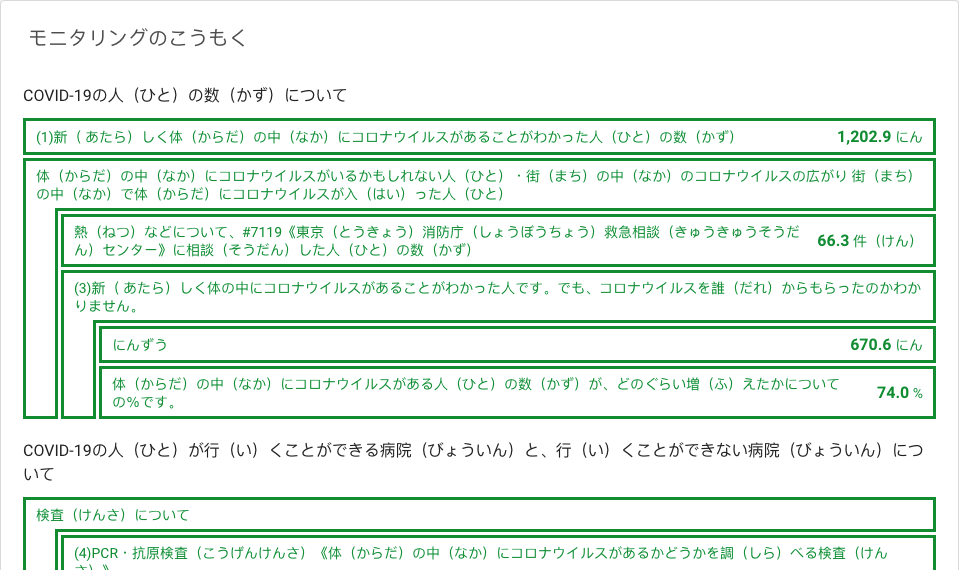 モニタリングのこうもく
COVID-19の人（ひと）の数（かず）について
(1)新（ あたら）しく体（からだ）の中（なか）にコロナウイルスがあることがわかった人（ひと）の数（かず） 1,202.9 にん
体（からだ）の中（なか）にコロナウイルスがいるかもしれない人（ひと）・街（まち）の中（なか）のコロナウイルスの広がり 街（まち）
の中（なか）で体（からだ）にコロナウイルスが入（はい）った人（ひと）
熱（ねつ）などについて、#7119《東京（とうきょう）消防庁（しょうぼうちょう）救急相談（きゅうきゅうそうだ
ん）センター》に相談（そうだん）した人（ひと）の数（かず）
66.3 件（けん）
(3)新（ あたら）しく体の中にコロナウイルスがあることがわかった人です。でも、コロナウイルスを誰（だれ）からもらったのかわか
りません。
にんずう 670.6 にん
体（からだ）の中（なか）にコロナウイルスがある人（ひと）の数（かず）が、どのぐらい増（ふ）えたかについて
の％です。
74.0 %
COVID-19の人（ひと）が行（い）くことができる病院（びょういん）と、行（い）くことができない病院（びょういん）につ
いて
検査（けんさ）について
(4)PCR・抗原検査（こうげんけんさ）《体（からだ）の中（なか）にコロナウイルスがあるかどうかを調（しら）べる検査（けん
さ）》